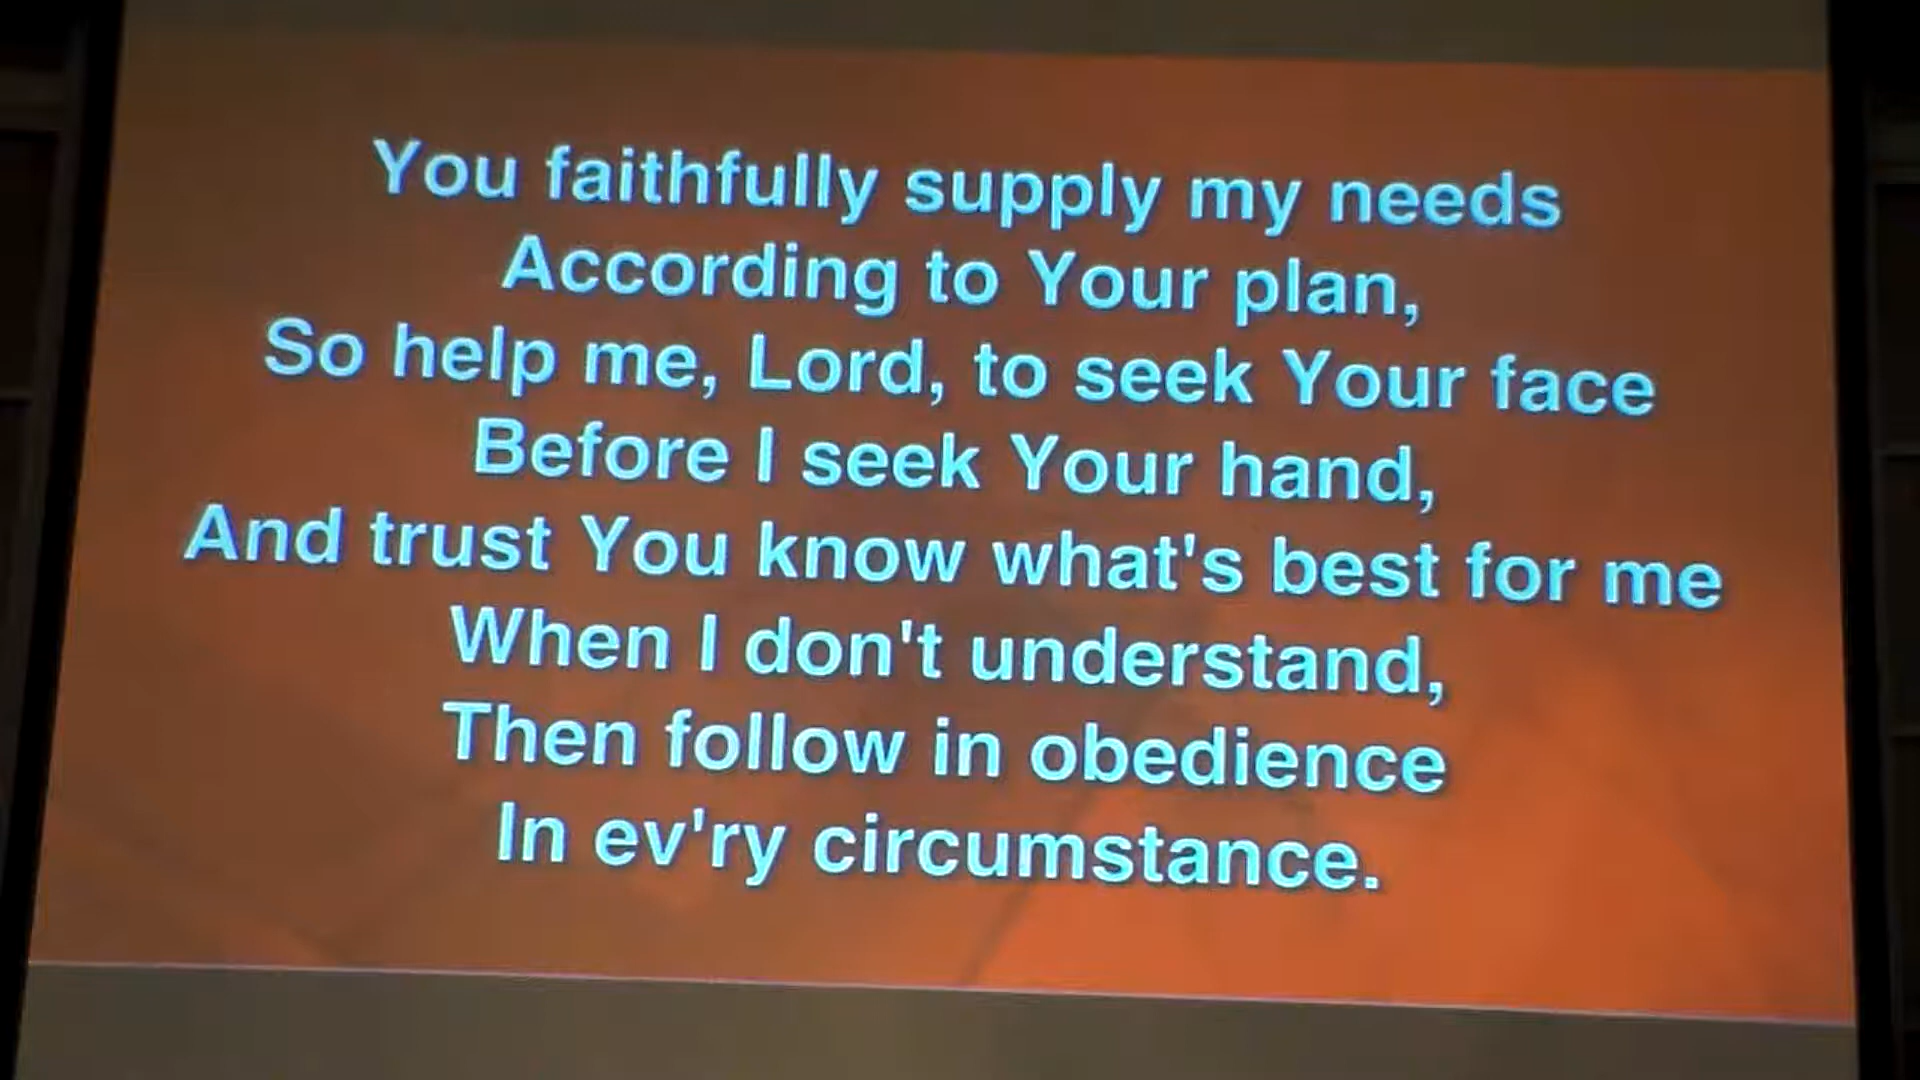 You faithfully supply my needs
According to Your plan,
So help me, Lord, to seek Your face
Before I seek Your hand,
And trust You know what's best for me
When I don't understand,
Then follow in obedience
In ev'ry circumstance.